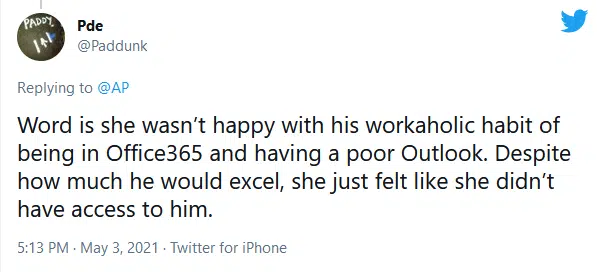 PADDY
Pde
@Paddunk
Replying to @AP
Word is she wasn’t happy with his workaholic habit of
being in Office365 and having a poor Outlook. Despite
how much he would excel, she just felt like she didn’t
have access to him.
5:13 PM · May 3, 2021 · Twitter for iPhone